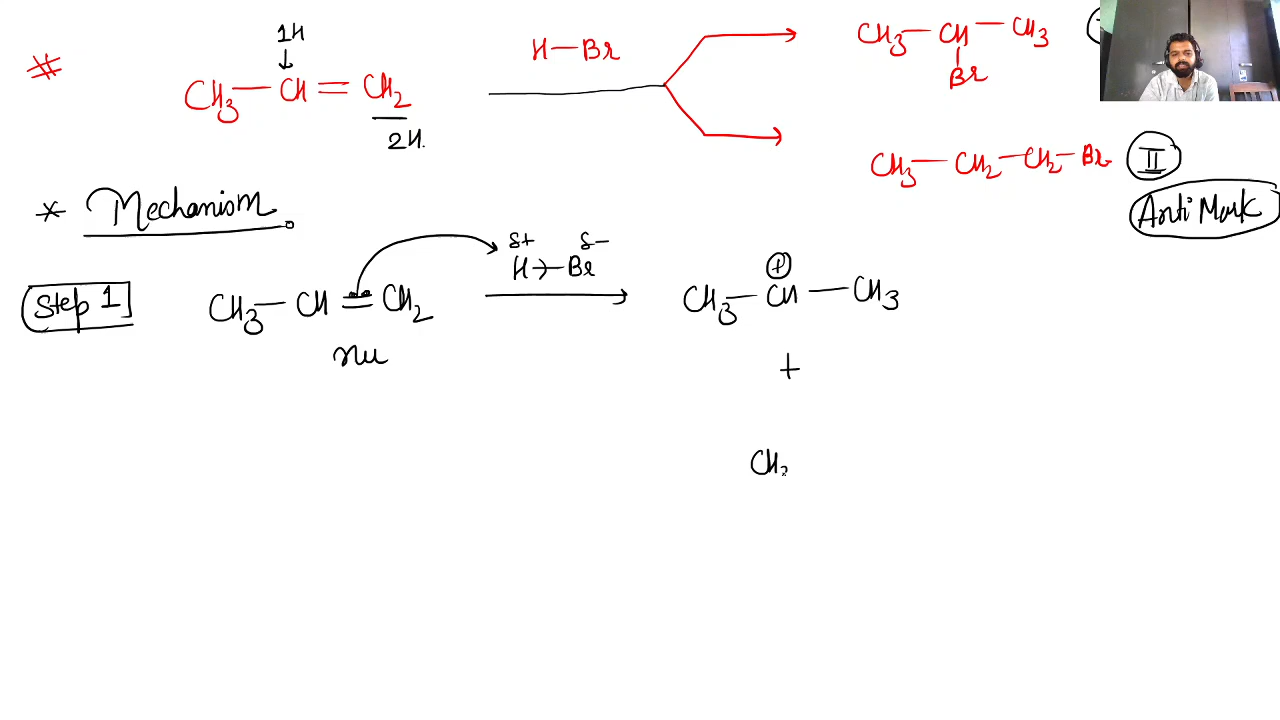 1H
CH3 — CH = CH2
2H.
H—Br
CH3 — CH — CH3
Br
CH3 — CH2 — CH2 — Br
II
Anti Mark
* Mechanism
Step 1
CH3 — CH = CH2
nu
δ+ δ−
H → Br
+
CH3 — CH — CH3
+
CH2